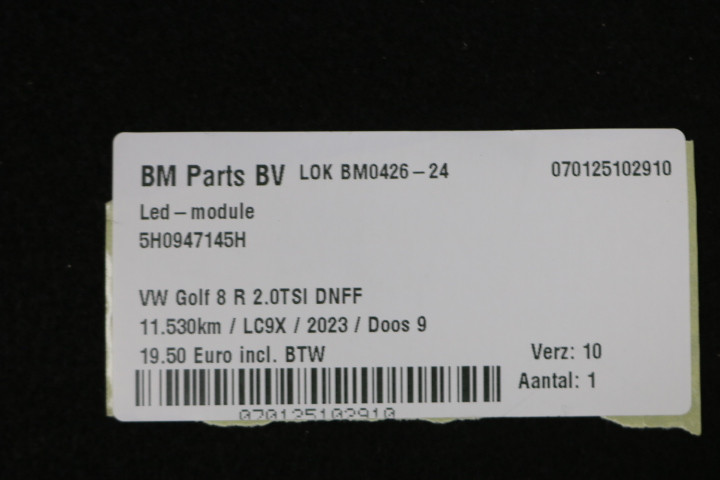 BM Parts BV LOK BM0426-24 070125102910
Led-module
5H0947145H
VW Golf 8 R 2.0TSI DNFF
11.530km / LC9X / 2023 / Doos 9
19.50 Euro incl. BTW Verz: 10
Aantal: 1
070125102910